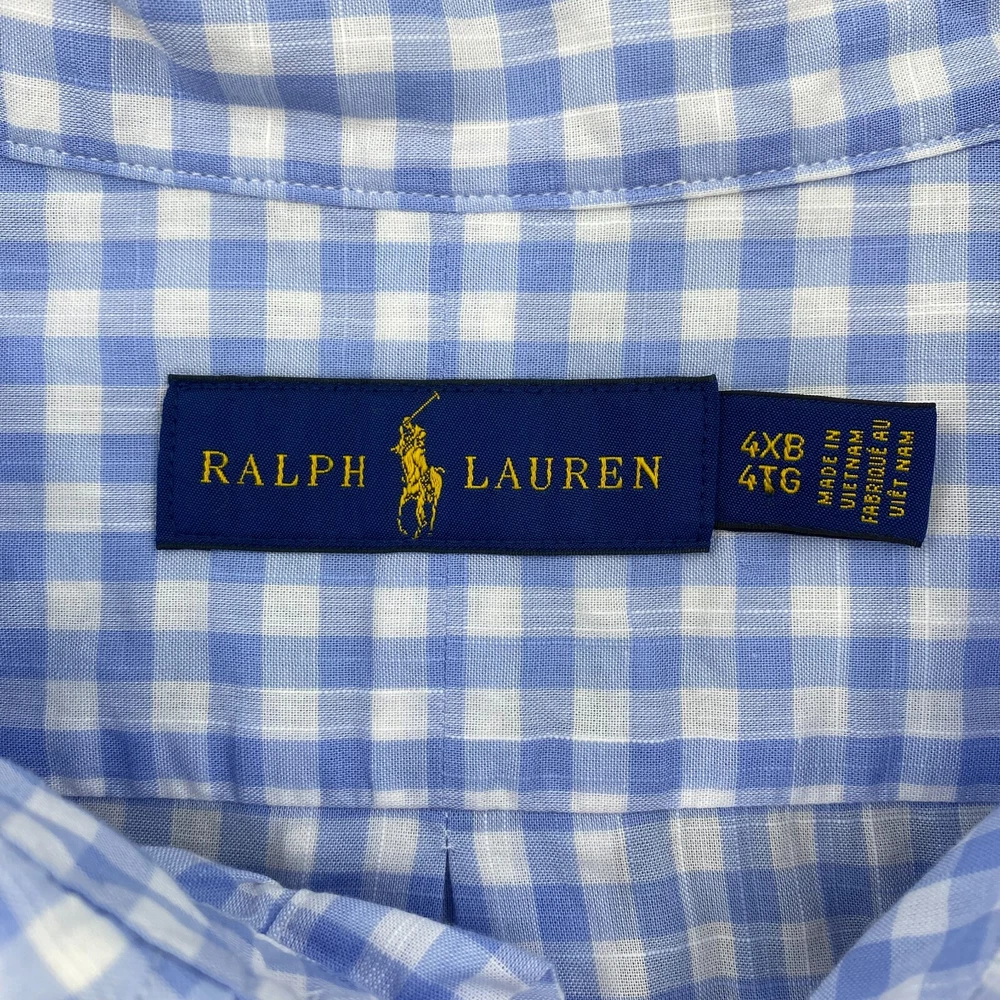 RALPH LAUREN
4XB
4TG
MADE IN
VIETNAM
FABRIQUÉ AU
VIÊT NAM